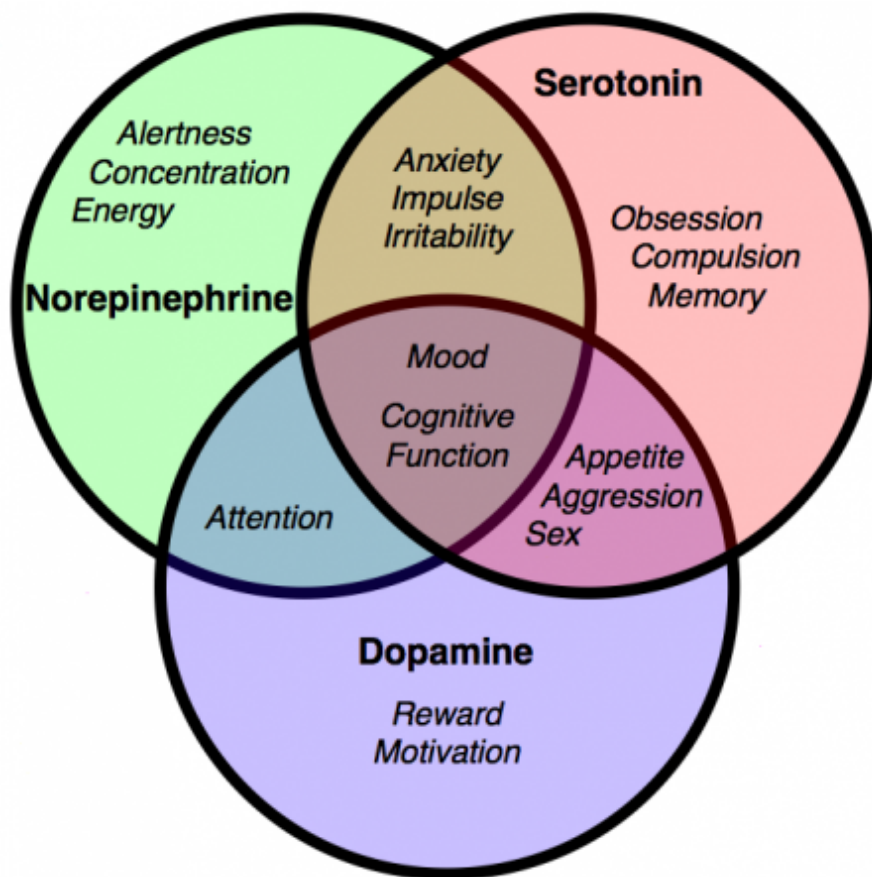 Serotonin
Alertness
Concentration
Energy
Anxiety
Impulse
Irritability
Obsession
Compulsion
Memory
Norepinephrine
Mood
Cognitive
Function
Appetite
Aggression
Sex
Attention
Dopamine
Reward
Motivation